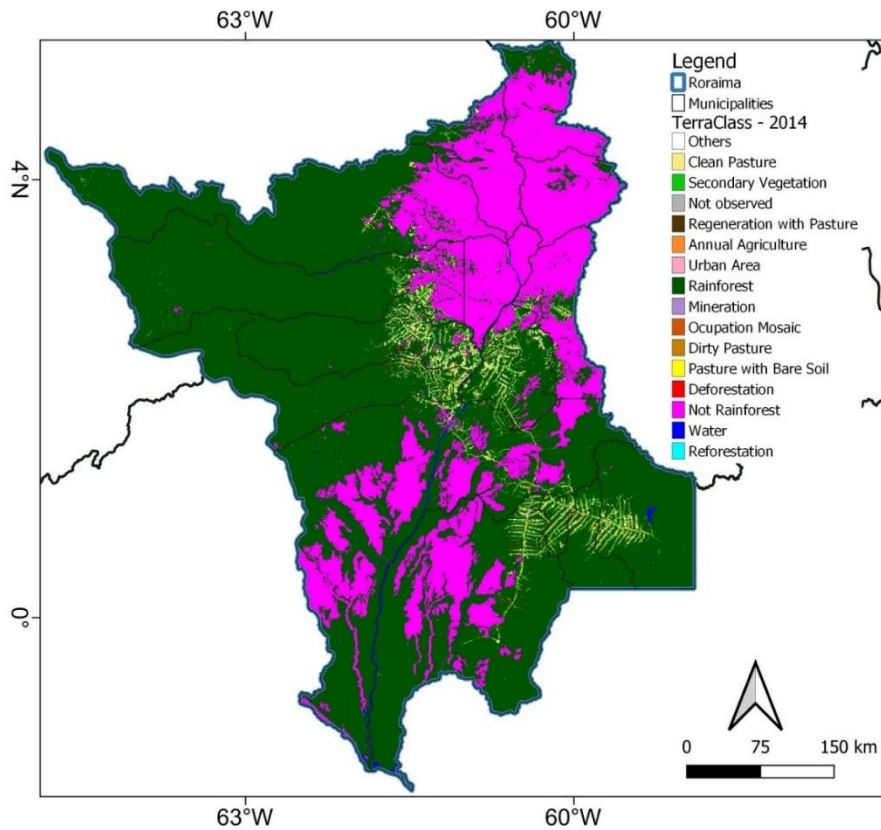 63°W 60°W
Legend
Roraima
Municipalities
TerraClass - 2014
Others
Clean Pasture
Secondary Vegetation
Not observed
Regeneration with Pasture
Annual Agriculture
Urban Area
Rainforest
Mineration
Ocupation Mosaic
Dirty Pasture
Pasture with Bare Soil
Deforestation
Not Rainforest
Water
Reforestation
4°N
0°
0 75 150 km
63°W 60°W